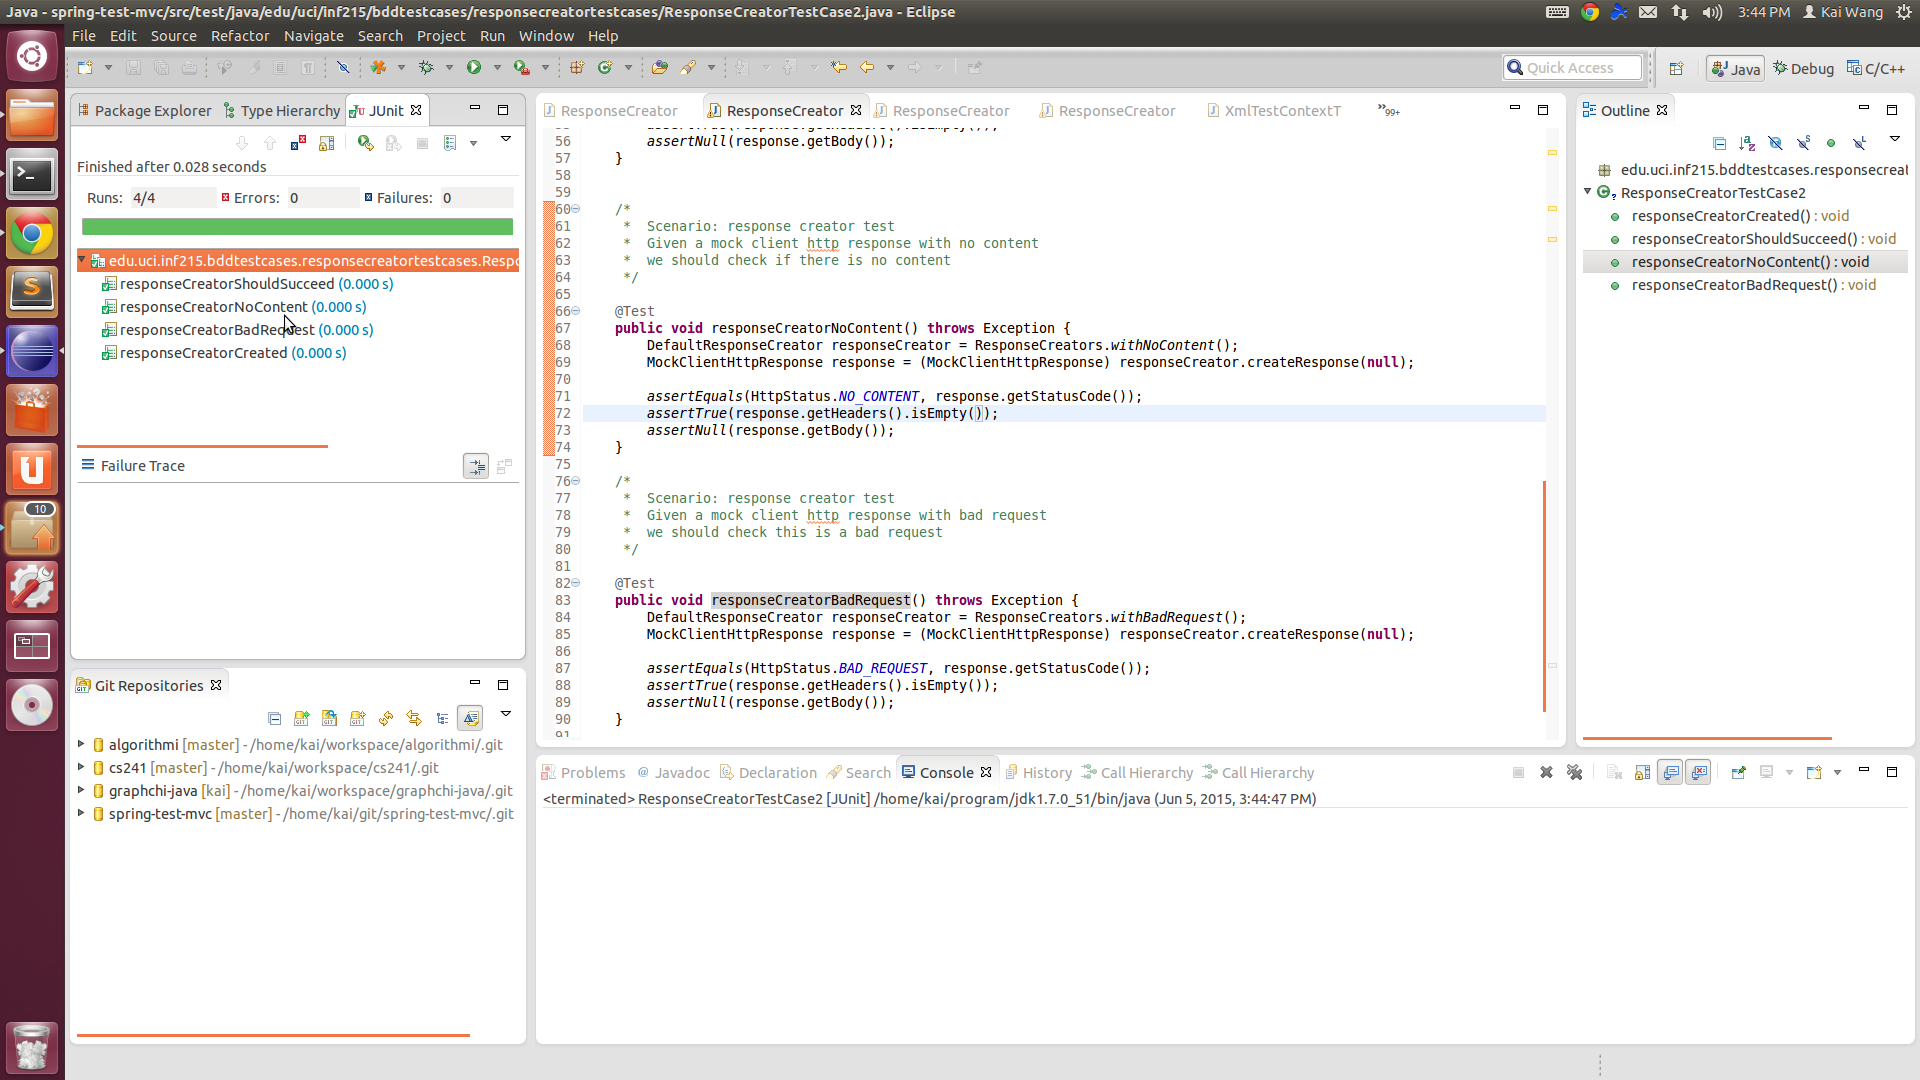 Java - spring-test-mvc/src/test/java/edu/uci/inf215/bddtestcases/responsecreatortestcases/ResponseCreatorTestCase2.java - Eclipse
3:44 PM Kai Wang
File Edit Source Refactor Navigate Search Project Run Window Help
Quick Access
Java Debug C/C++
Package Explorer Type Hierarchy JUnit
Finished after 0.028 seconds
Runs: 4/4 Errors: 0 Failures: 0
edu.uci.inf215.bddtestcases.responsecreatortestcases.Respo
responseCreatorShouldSucceed (0.000 s)
responseCreatorNoContent (0.000 s)
responseCreatorBadRequest (0.000 s)
responseCreatorCreated (0.000 s)
Failure Trace
10
Git Repositories
algorithmi [master] - /home/kai/workspace/algorithmi/.git
cs241 [master] - /home/kai/workspace/cs241/.git
graphchi-java [kai] - /home/kai/workspace/graphchi-java/.git
spring-test-mvc [master] - /home/kai/git/spring-test-mvc/.git
ResponseCreator ResponseCreator ResponseCreator ResponseCreator XmlTestContextT »99+
56 assertNull(response.getBody());
57 }
58
59
60 /*
61 * Scenario: response creator test
62 * Given a mock client http response with no content
63 * we should check if there is no content
64 */
65
66 @Test
67 public void responseCreatorNoContent() throws Exception {
68 DefaultResponseCreator responseCreator = ResponseCreators.withNoContent();
69 MockClientHttpResponse response = (MockClientHttpResponse) responseCreator.createResponse(null);
70
71 assertEquals(HttpStatus.NO_CONTENT, response.getStatusCode());
72 assertTrue(response.getHeaders().isEmpty());
73 assertNull(response.getBody());
74 }
75
76 /*
77 * Scenario: response creator test
78 * Given a mock client http response with bad request
79 * we should check this is a bad request
80 */
81
82 @Test
83 public void responseCreatorBadRequest() throws Exception {
84 DefaultResponseCreator responseCreator = ResponseCreators.withBadRequest();
85 MockClientHttpResponse response = (MockClientHttpResponse) responseCreator.createResponse(null);
86
87 assertEquals(HttpStatus.BAD_REQUEST, response.getStatusCode());
88 assertTrue(response.getHeaders().isEmpty());
89 assertNull(response.getBody());
90 }
91
Outline
edu.uci.inf215.bddtestcases.responsecreat
ResponseCreatorTestCase2
responseCreatorCreated() : void
responseCreatorShouldSucceed() : void
responseCreatorNoContent() : void
responseCreatorBadRequest() : void
Problems @ Javadoc Declaration Search Console History Call Hierarchy Call Hierarchy
<terminated> ResponseCreatorTestCase2 [JUnit] /home/kai/program/jdk1.7.0_51/bin/java (Jun 5, 2015, 3:44:47 PM)